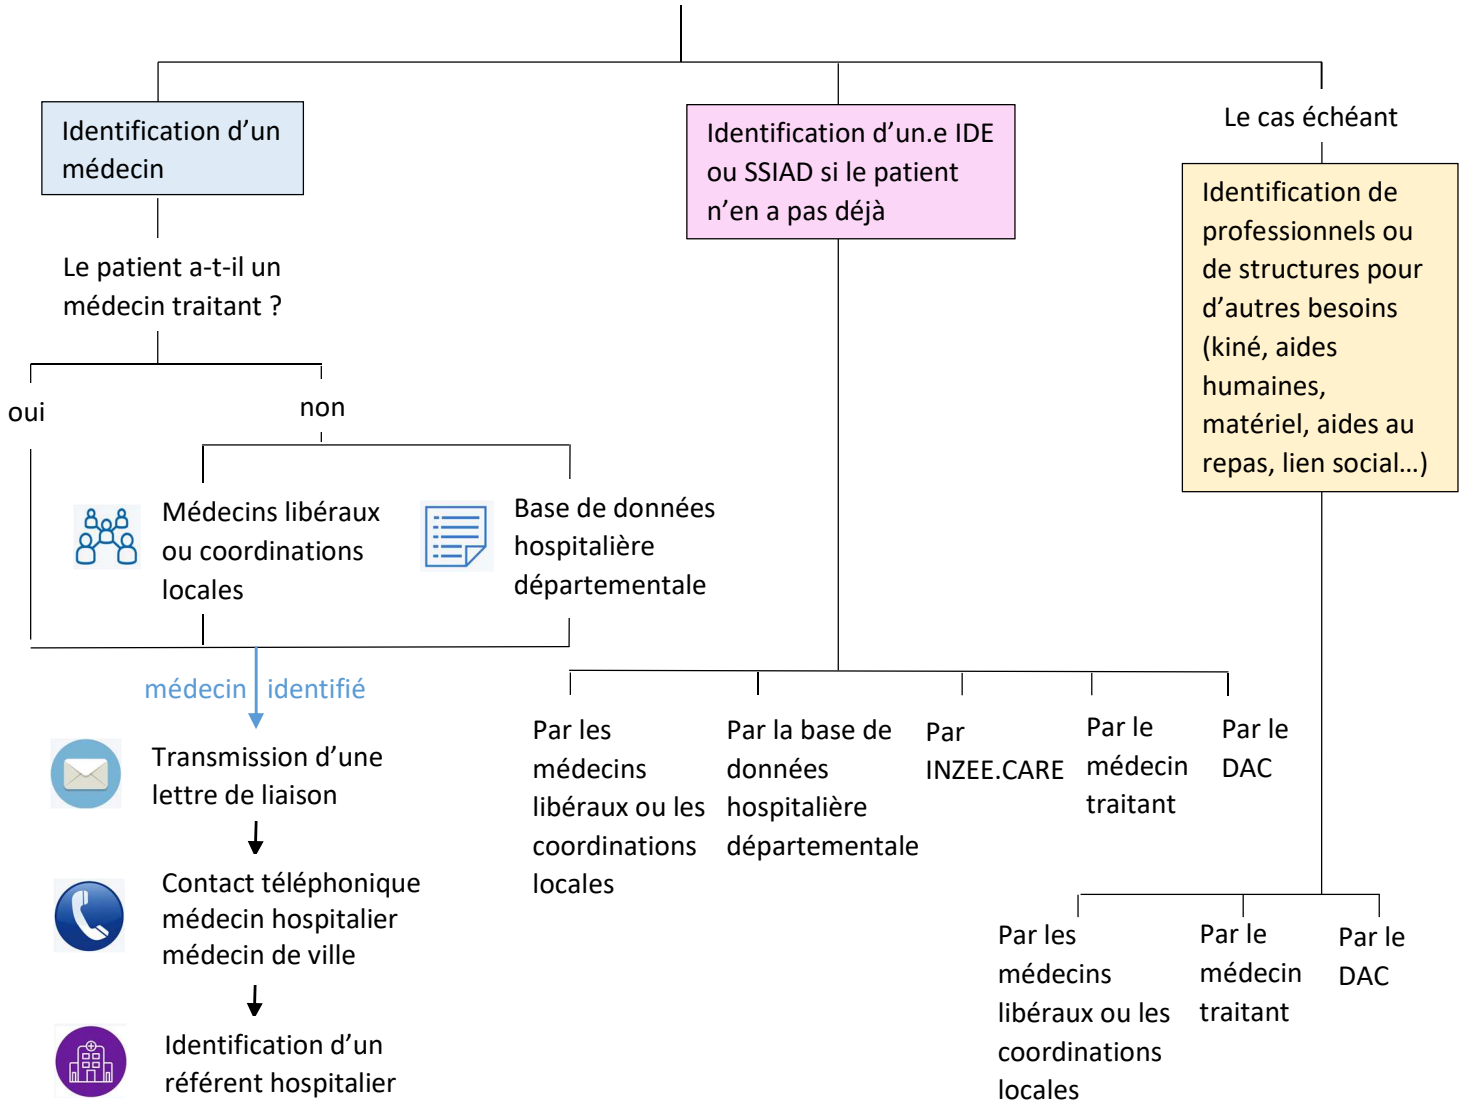 Identification d’un
médecin
Le patient a-t-il un
médecin traitant ?
oui
non
Médecins libéraux
ou coordinations
locales
Base de données
hospitalière
départementale
médecin identifié
Transmission d’une
lettre de liaison
Contact téléphonique
médecin hospitalier
médecin de ville
Identification d’un
référent hospitalier
Identification d’un.e IDE
ou SSIAD si le patient
n’en a pas déjà
Par les
médecins
libéraux ou les
coordinations
locales
Par la base de
données
hospitalière
départementale
Par
INZEE.CARE
Par le
médecin
traitant
Par le
DAC
Le cas échéant
Identification de
professionnels ou
de structures pour
d’autres besoins
(kiné, aides
humaines,
matériel, aides au
repas, lien social…)
Par les
médecins
libéraux ou les
coordinations
locales
Par le
médecin
traitant
Par le
DAC